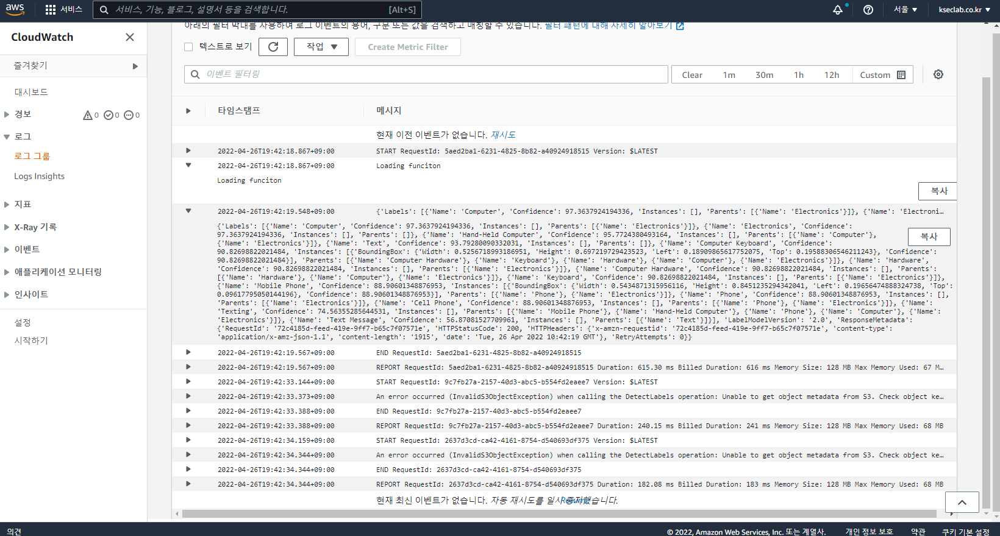 aws 서비스 서비스, 기능, 블로그, 설명서 등을 검색합니다. [Alt+S] 서울 ▼ kseclab.co.kr ▼
CloudWatch
즐겨찾기
대시보드
경보 0 0 0
로그
로그 그룹
Logs Insights
지표
X-Ray 기록
이벤트
애플리케이션 모니터링
인사이트
설정
시작하기
아래의 필터 막대를 사용하여 로그 이벤트의 용어, 구문 또는 값을 검색하고 매칭할 수 있습니다. 필터 패턴에 대해 자세히 알아보기
텍스트로 보기 작업 ▼ Create Metric Filter
이벤트 필터링 Clear 1m 30m 1h 12h Custom
타임스탬프 메시지
현재 이전 이벤트가 없습니다. 재시도
2022-04-26T19:42:18.867+09:00 START RequestId: 5aed2ba1-6231-4825-8b82-a40924918515 Version: $LATEST
2022-04-26T19:42:18.867+09:00 Loading funciton
Loading funciton
복사
2022-04-26T19:42:19.548+09:00 {'Labels': [{'Name': 'Computer', 'Confidence': 97.3637924194336, 'Instances': [], 'Parents': [{'Name': 'Electronics'}]}, {'Name': 'Electroni…
{'Labels': [{'Name': 'Computer', 'Confidence': 97.3637924194336, 'Instances': [], 'Parents': [{'Name': 'Electronics'}]}, {'Name': 'Electronics', 'Confidence':
97.3637924194336, 'Instances': [], 'Parents': []}, {'Name': 'Hand-Held Computer', 'Confidence': 95.7724380493164, 'Instances': [], 'Parents': [{'Name': 'Computer'},
{'Name': 'Electronics'}]}, {'Name': 'Text', 'Confidence': 93.79280090332031, 'Instances': [], 'Parents': []}, {'Name': 'Computer Keyboard', 'Confidence':
복사
90.82698822021484, 'Instances': [{'BoundingBox': {'Width': 0.5256718993186951, 'Height': 0.697219729423523, 'Left': 0.18909865617752075, 'Top': 0.19588306546211243}, 'Confidence':
90.82698822021484}], 'Parents': [{'Name': 'Computer Hardware'}, {'Name': 'Keyboard'}, {'Name': 'Hardware'}, {'Name': 'Computer'}, {'Name': 'Electronics'}]}, {'Name': 'Hardware',
'Confidence': 90.82698822021484, 'Instances': [], 'Parents': [{'Name': 'Electronics'}]}, {'Name': 'Computer Hardware', 'Confidence': 90.82698822021484, 'Instances': [], 'Parents':
[{'Name': 'Hardware'}, {'Name': 'Computer'}, {'Name': 'Electronics'}]}, {'Name': 'Keyboard', 'Confidence': 90.82698822021484, 'Instances': [], 'Parents': [{'Name': 'Electronics'}]},
{'Name': 'Mobile Phone', 'Confidence': 88.90601348876953, 'Instances': [{'BoundingBox': {'Width': 0.5434871315956116, 'Height': 0.8451235294342041, 'Left': 0.19656474888324738, 'Top':
0.09617795050144196}, 'Confidence': 88.90601348876953}], 'Parents': [{'Name': 'Phone'}, {'Name': 'Electronics'}]}, {'Name': 'Phone', 'Confidence': 88.90601348876953, 'Instances': [],
'Parents': [{'Name': 'Electronics'}]}, {'Name': 'Cell Phone', 'Confidence': 88.90601348876953, 'Instances': [], 'Parents': [{'Name': 'Phone'}, {'Name': 'Electronics'}]}, {'Name':
'Texting', 'Confidence': 74.56355285644531, 'Instances': [], 'Parents': [{'Name': 'Mobile Phone'}, {'Name': 'Hand-Held Computer'}, {'Name': 'Phone'}, {'Name': 'Computer'}, {'Name':
'Electronics'}]}, {'Name': 'Text Message', 'Confidence': 56.87081527709961, 'Instances': [], 'Parents': [{'Name': 'Text'}]}], 'LabelModelVersion': '2.0', 'ResponseMetadata':
{'RequestId': '72c4185d-feed-419e-9ff7-b65c7f07571e', 'HTTPStatusCode': 200, 'HTTPHeaders': {'x-amzn-requestid': '72c4185d-feed-419e-9ff7-b65c7f07571e', 'content-type':
'application/x-amz-json-1.1', 'content-length': '1915', 'date': 'Tue, 26 Apr 2022 10:42:19 GMT'}, 'RetryAttempts': 0}}
2022-04-26T19:42:19.567+09:00 END RequestId: 5aed2ba1-6231-4825-8b82-a40924918515
2022-04-26T19:42:19.567+09:00 REPORT RequestId: 5aed2ba1-6231-4825-8b82-a40924918515 Duration: 615.30 ms Billed Duration: 616 ms Memory Size: 128 MB Max Memory Used: 67 M…
2022-04-26T19:42:33.144+09:00 START RequestId: 9c7fb27a-2157-40d3-abc5-b554fd2eaee7 Version: $LATEST
2022-04-26T19:42:33.373+09:00 An error occurred (InvalidS3ObjectException) when calling the DetectLabels operation: Unable to get object metadata from S3. Check object ke…
2022-04-26T19:42:33.388+09:00 END RequestId: 9c7fb27a-2157-40d3-abc5-b554fd2eaee7
2022-04-26T19:42:33.388+09:00 REPORT RequestId: 9c7fb27a-2157-40d3-abc5-b554fd2eaee7 Duration: 240.15 ms Billed Duration: 241 ms Memory Size: 128 MB Max Memory Used: 68 MB
2022-04-26T19:42:34.159+09:00 START RequestId: 2637d3cd-ca42-4161-8754-d540693df375 Version: $LATEST
2022-04-26T19:42:34.344+09:00 An error occurred (InvalidS3ObjectException) when calling the DetectLabels operation: Unable to get object metadata from S3. Check object ke…
2022-04-26T19:42:34.344+09:00 END RequestId: 2637d3cd-ca42-4161-8754-d540693df375
2022-04-26T19:42:34.344+09:00 REPORT RequestId: 2637d3cd-ca42-4161-8754-d540693df375 Duration: 182.08 ms Billed Duration: 183 ms Memory Size: 128 MB Max Memory Used: 68 MB
현재 최신 이벤트가 없습니다. 자동 재시도를 일시 중지했습니다. Resume
의견 © 2022, Amazon Web Services, Inc. 또는 계열사. 개인 정보 보호 약관 쿠키 기본 설정